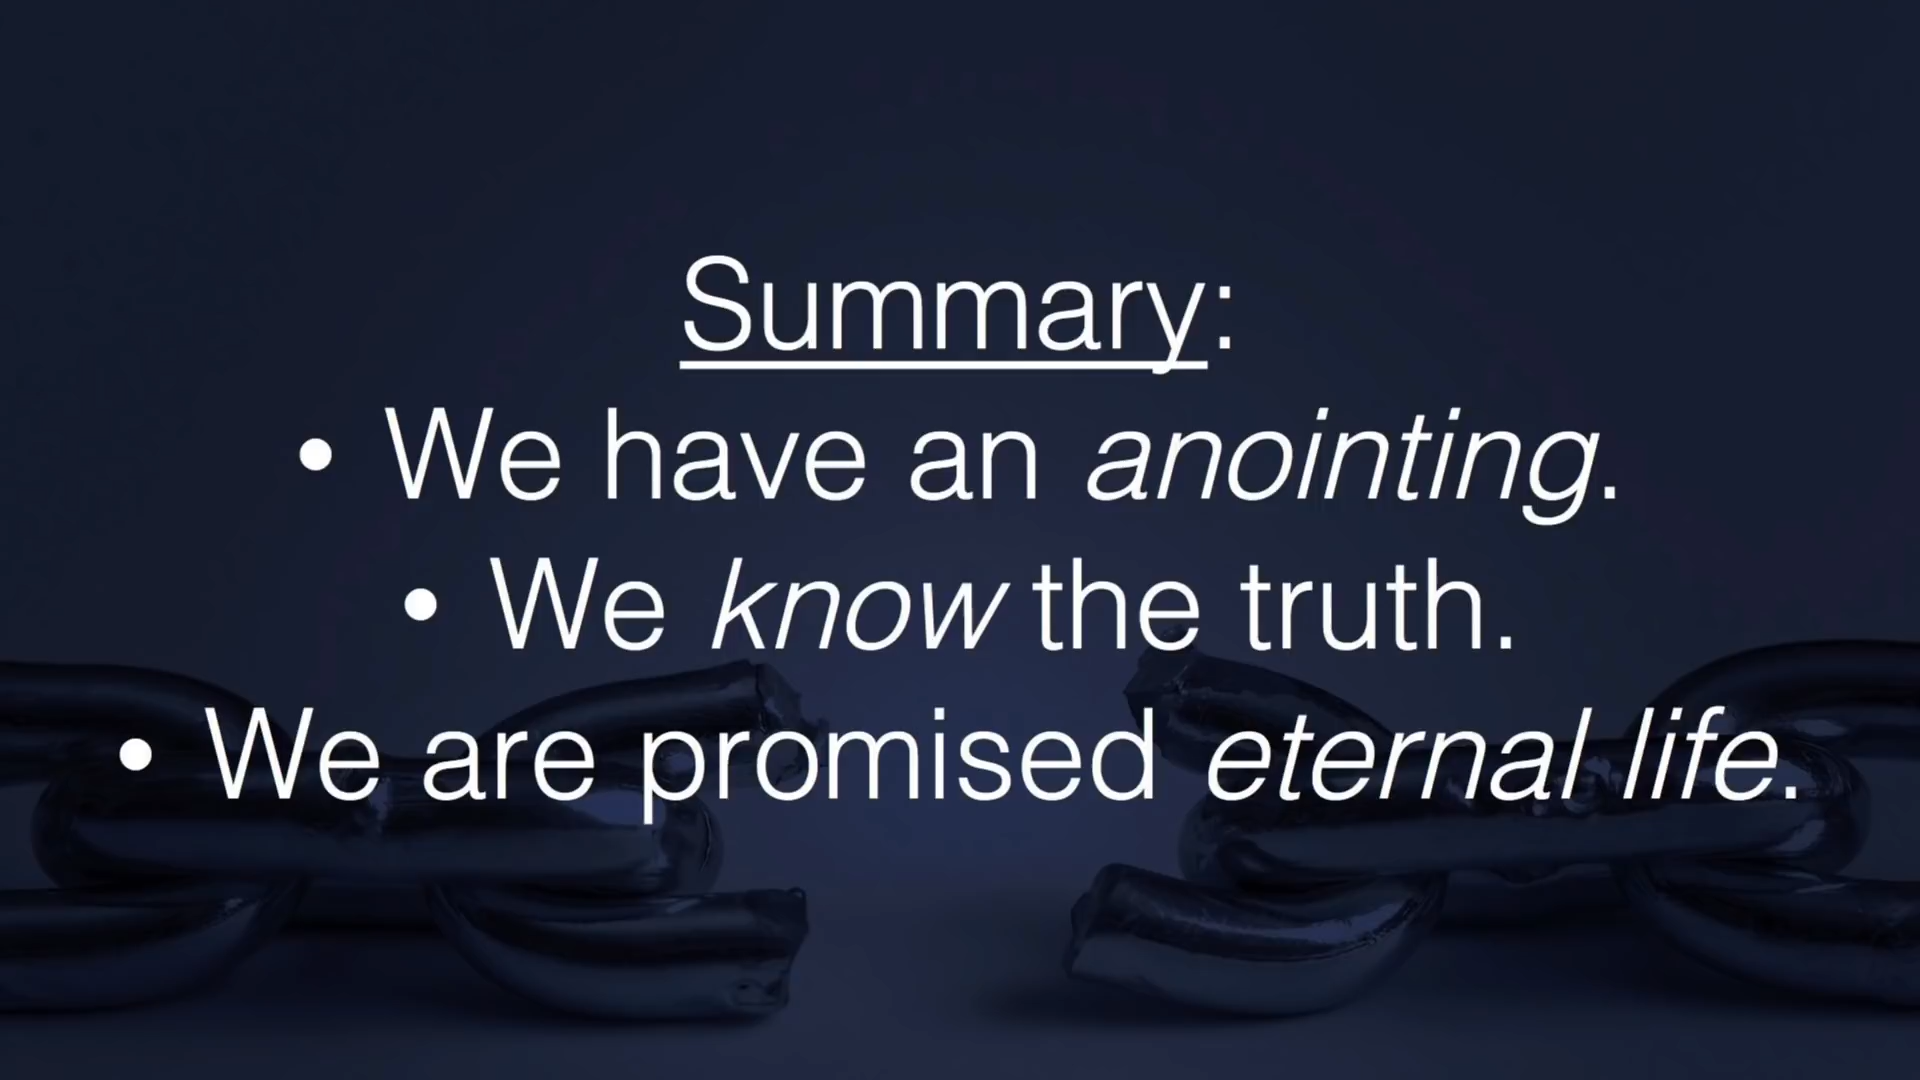 Summary:
• We have an anointing.
• We know the truth.
• We are promised eternal life.